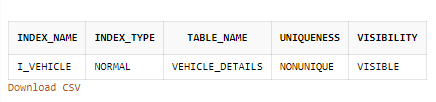 INDEX_NAME INDEX_TYPE TABLE_NAME UNIQUENESS VISIBILITY
I_VEHICLE NORMAL VEHICLE_DETAILS NONUNIQUE VISIBLE
Download CSV